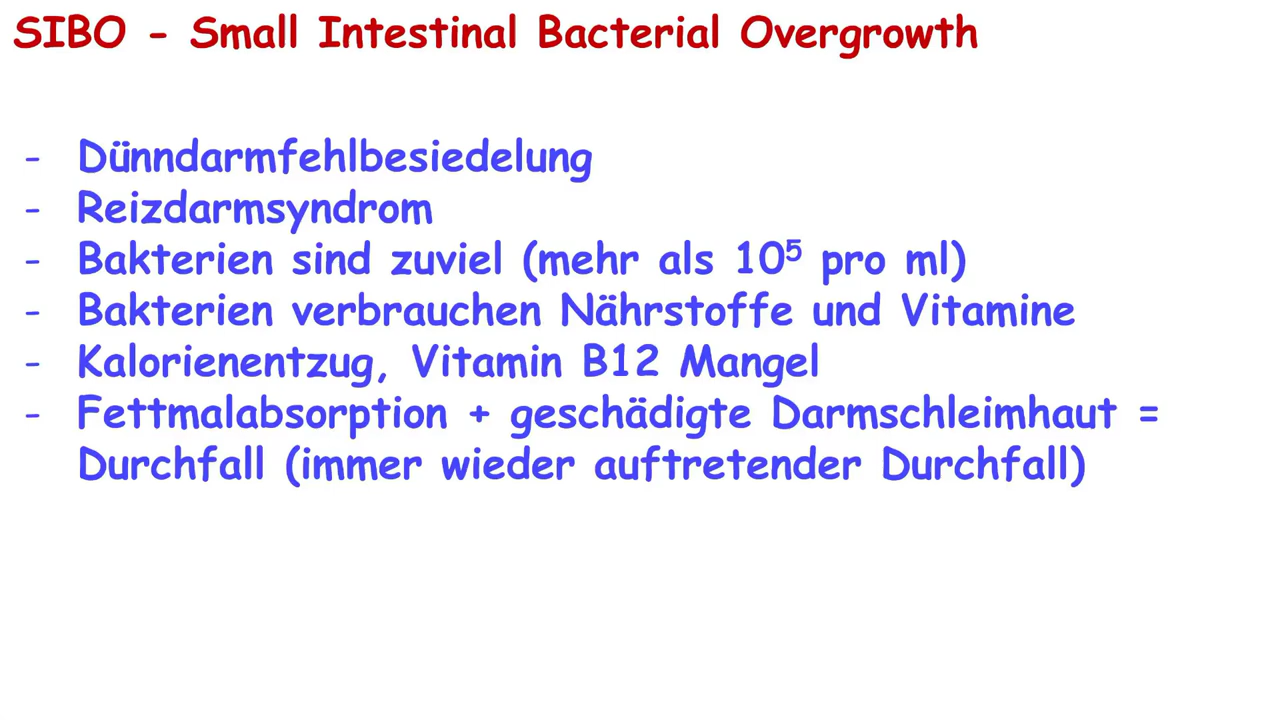 SIBO - Small Intestinal Bacterial Overgrowth
- Dünndarmfehlbesiedelung
- Reizdarmsyndrom
- Bakterien sind zuviel (mehr als 10⁵ pro ml)
- Bakterien verbrauchen Nährstoffe und Vitamine
- Kalorienentzug, Vitamin B12 Mangel
- Fettmalabsorption + geschädigte Darmschleimhaut =
Durchfall (immer wieder auftretender Durchfall)